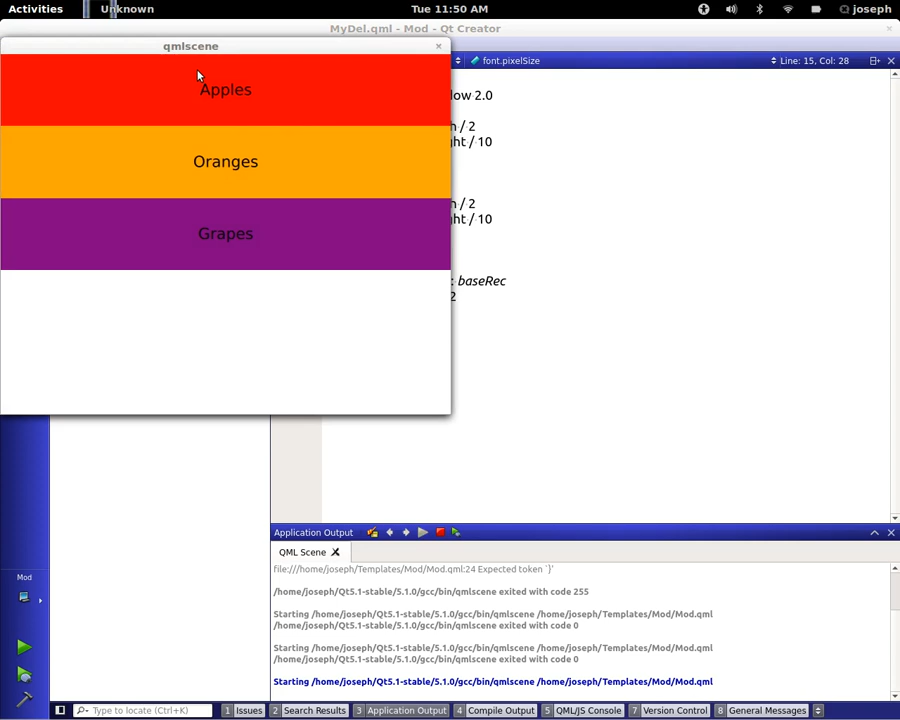 Activities
Unknown
Tue 11:50 AM
joseph
MyDel.qml - Mod - Qt Creator
qmlscene
font.pixelSize
Line: 15, Col: 28
Apples
Oranges
Grapes
low 2.0
/ 2
ght / 10
/ 2
ght / 10
baseRec
2
Application Output
QML Scene
file:///home/joseph/Templates/Mod/Mod.qml:24 Expected token `}'
/home/joseph/Qt5.1-stable/5.1.0/gcc/bin/qmlscene exited with code 255
Starting /home/joseph/Qt5.1-stable/5.1.0/gcc/bin/qmlscene /home/joseph/Templates/Mod/Mod.qml
/home/joseph/Qt5.1-stable/5.1.0/gcc/bin/qmlscene exited with code 0
Starting /home/joseph/Qt5.1-stable/5.1.0/gcc/bin/qmlscene /home/joseph/Templates/Mod/Mod.qml
/home/joseph/Qt5.1-stable/5.1.0/gcc/bin/qmlscene exited with code 0
Starting /home/joseph/Qt5.1-stable/5.1.0/gcc/bin/qmlscene /home/joseph/Templates/Mod/Mod.qml
Mod
Type to locate (Ctrl+K)
1 Issues
2 Search Results
3 Application Output
4 Compile Output
5 QML/JS Console
7 Version Control
8 General Messages